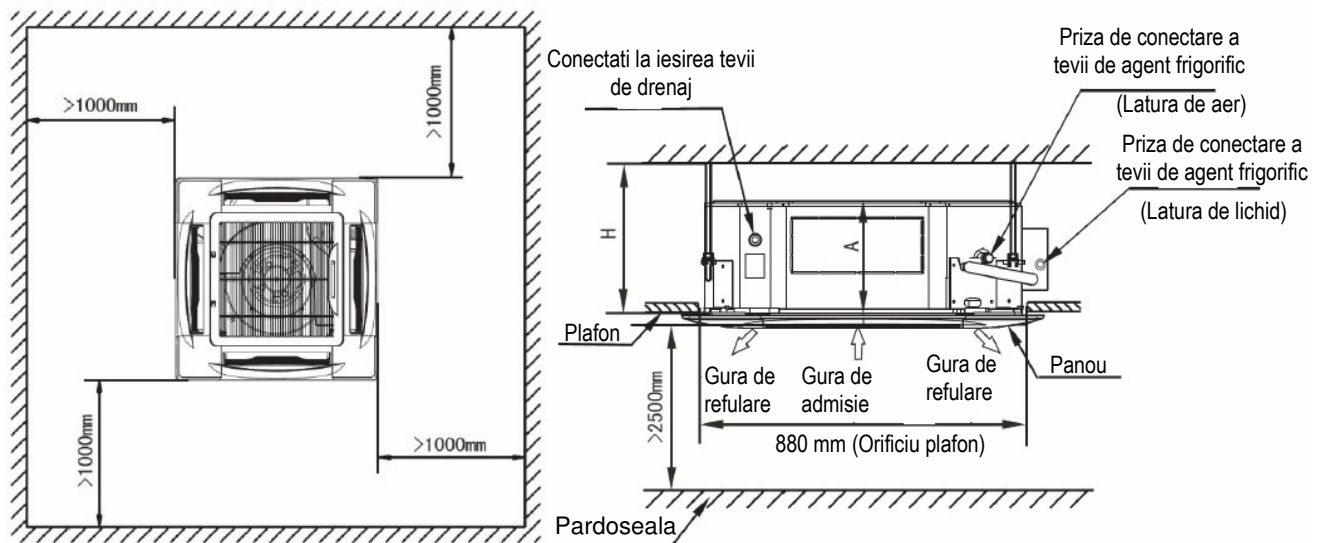 >1000mm
>1000mm
>1000mm
>1000mm
Conectati la iesirea tevii
de drenaj
Priza de conectare a
tevii de agent frigorific
(Latura de aer)
Priza de conectare a
tevii de agent frigorific
(Latura de lichid)
H
A
Plafon
Panou
Gura de
refulare
Gura de
admisie
Gura de
refulare
>2500mm
880 mm (Orificiu plafon)
Pardoseala